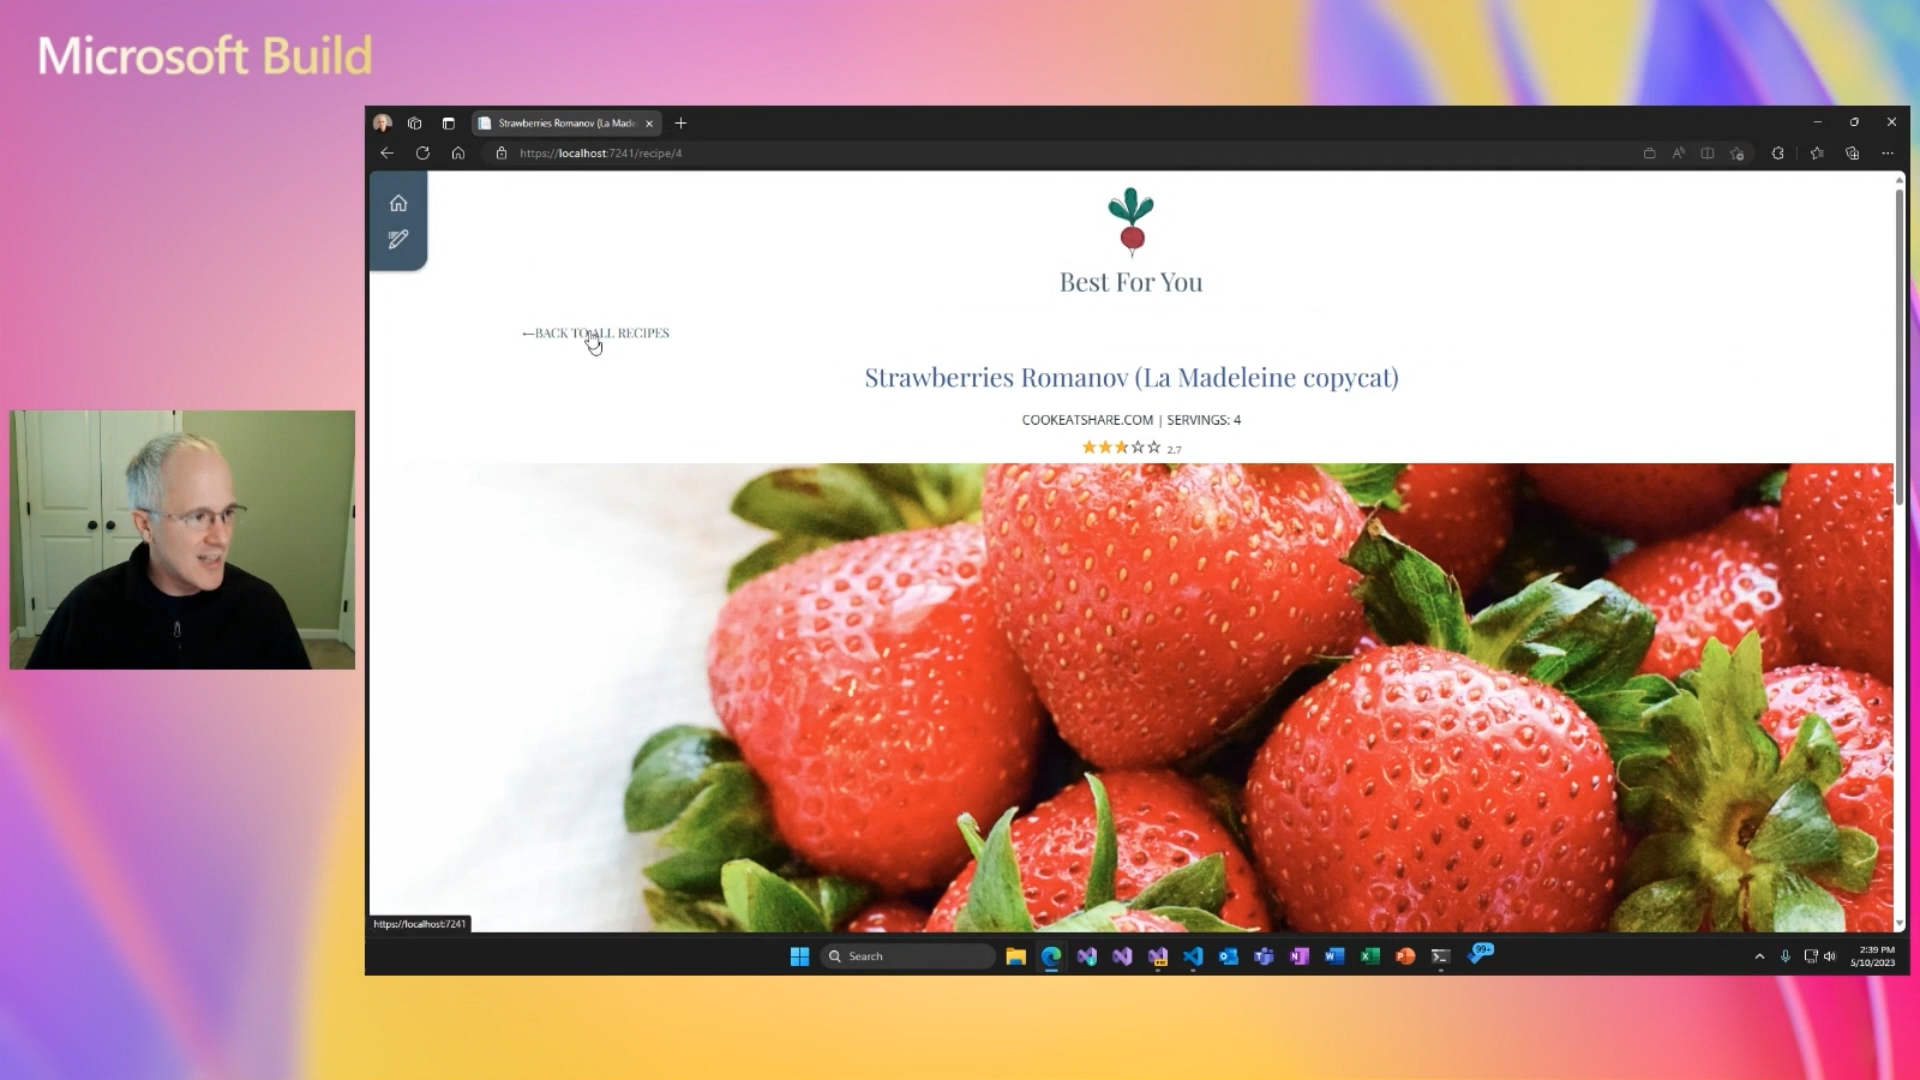 Microsoft Build
Strawberries Romanov (La Made
https://localhost:7241/recipe/4
Best For You
←BACK TO ALL RECIPES
Strawberries Romanov (La Madeleine copycat)
COOKEATSHARE.COM | SERVINGS: 4
2.7
https://localhost:7241
Search
99+
2:39 PM
5/10/2023